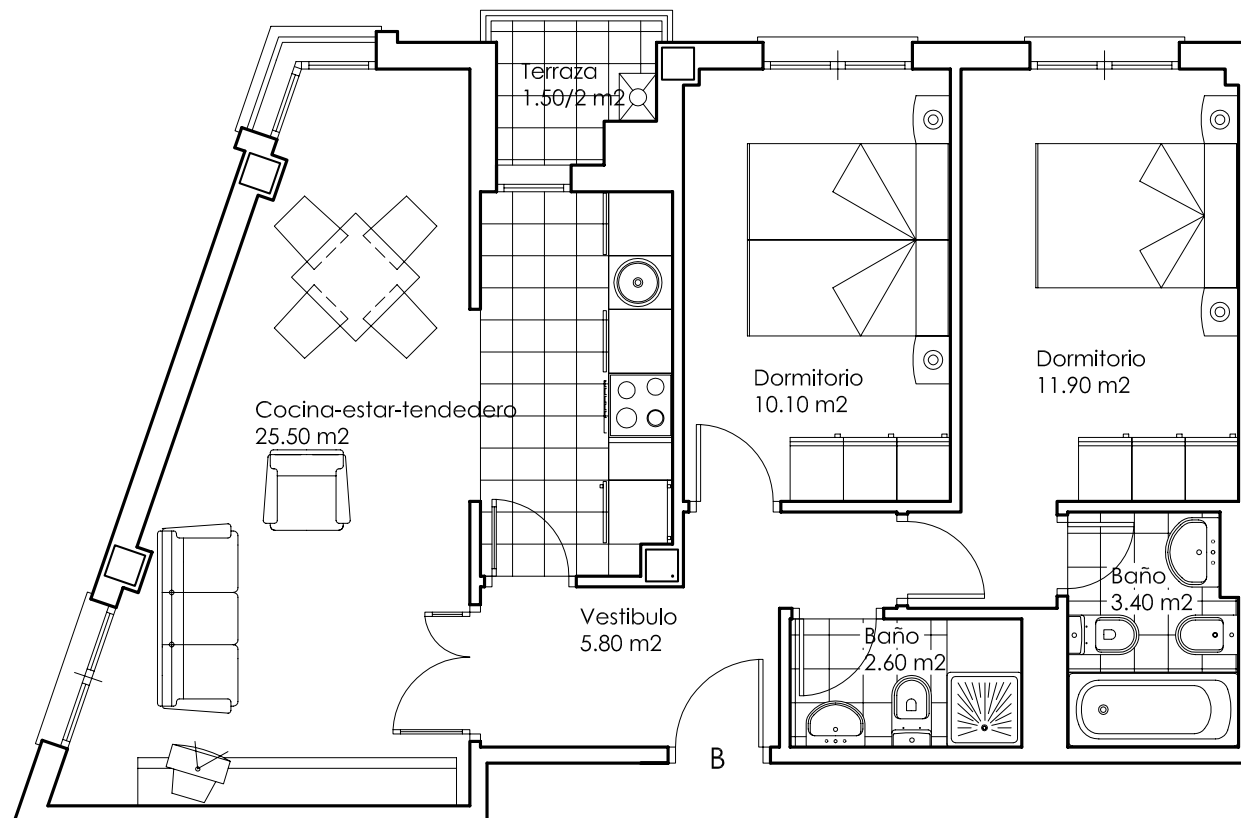 Terraza
1.50/2 m2
Dormitorio
10.10 m2
Dormitorio
11.90 m2
Cocina-estar-tendedero
25.50 m2
Vestibulo
5.80 m2
Baño
2.60 m2
Baño
3.40 m2
B